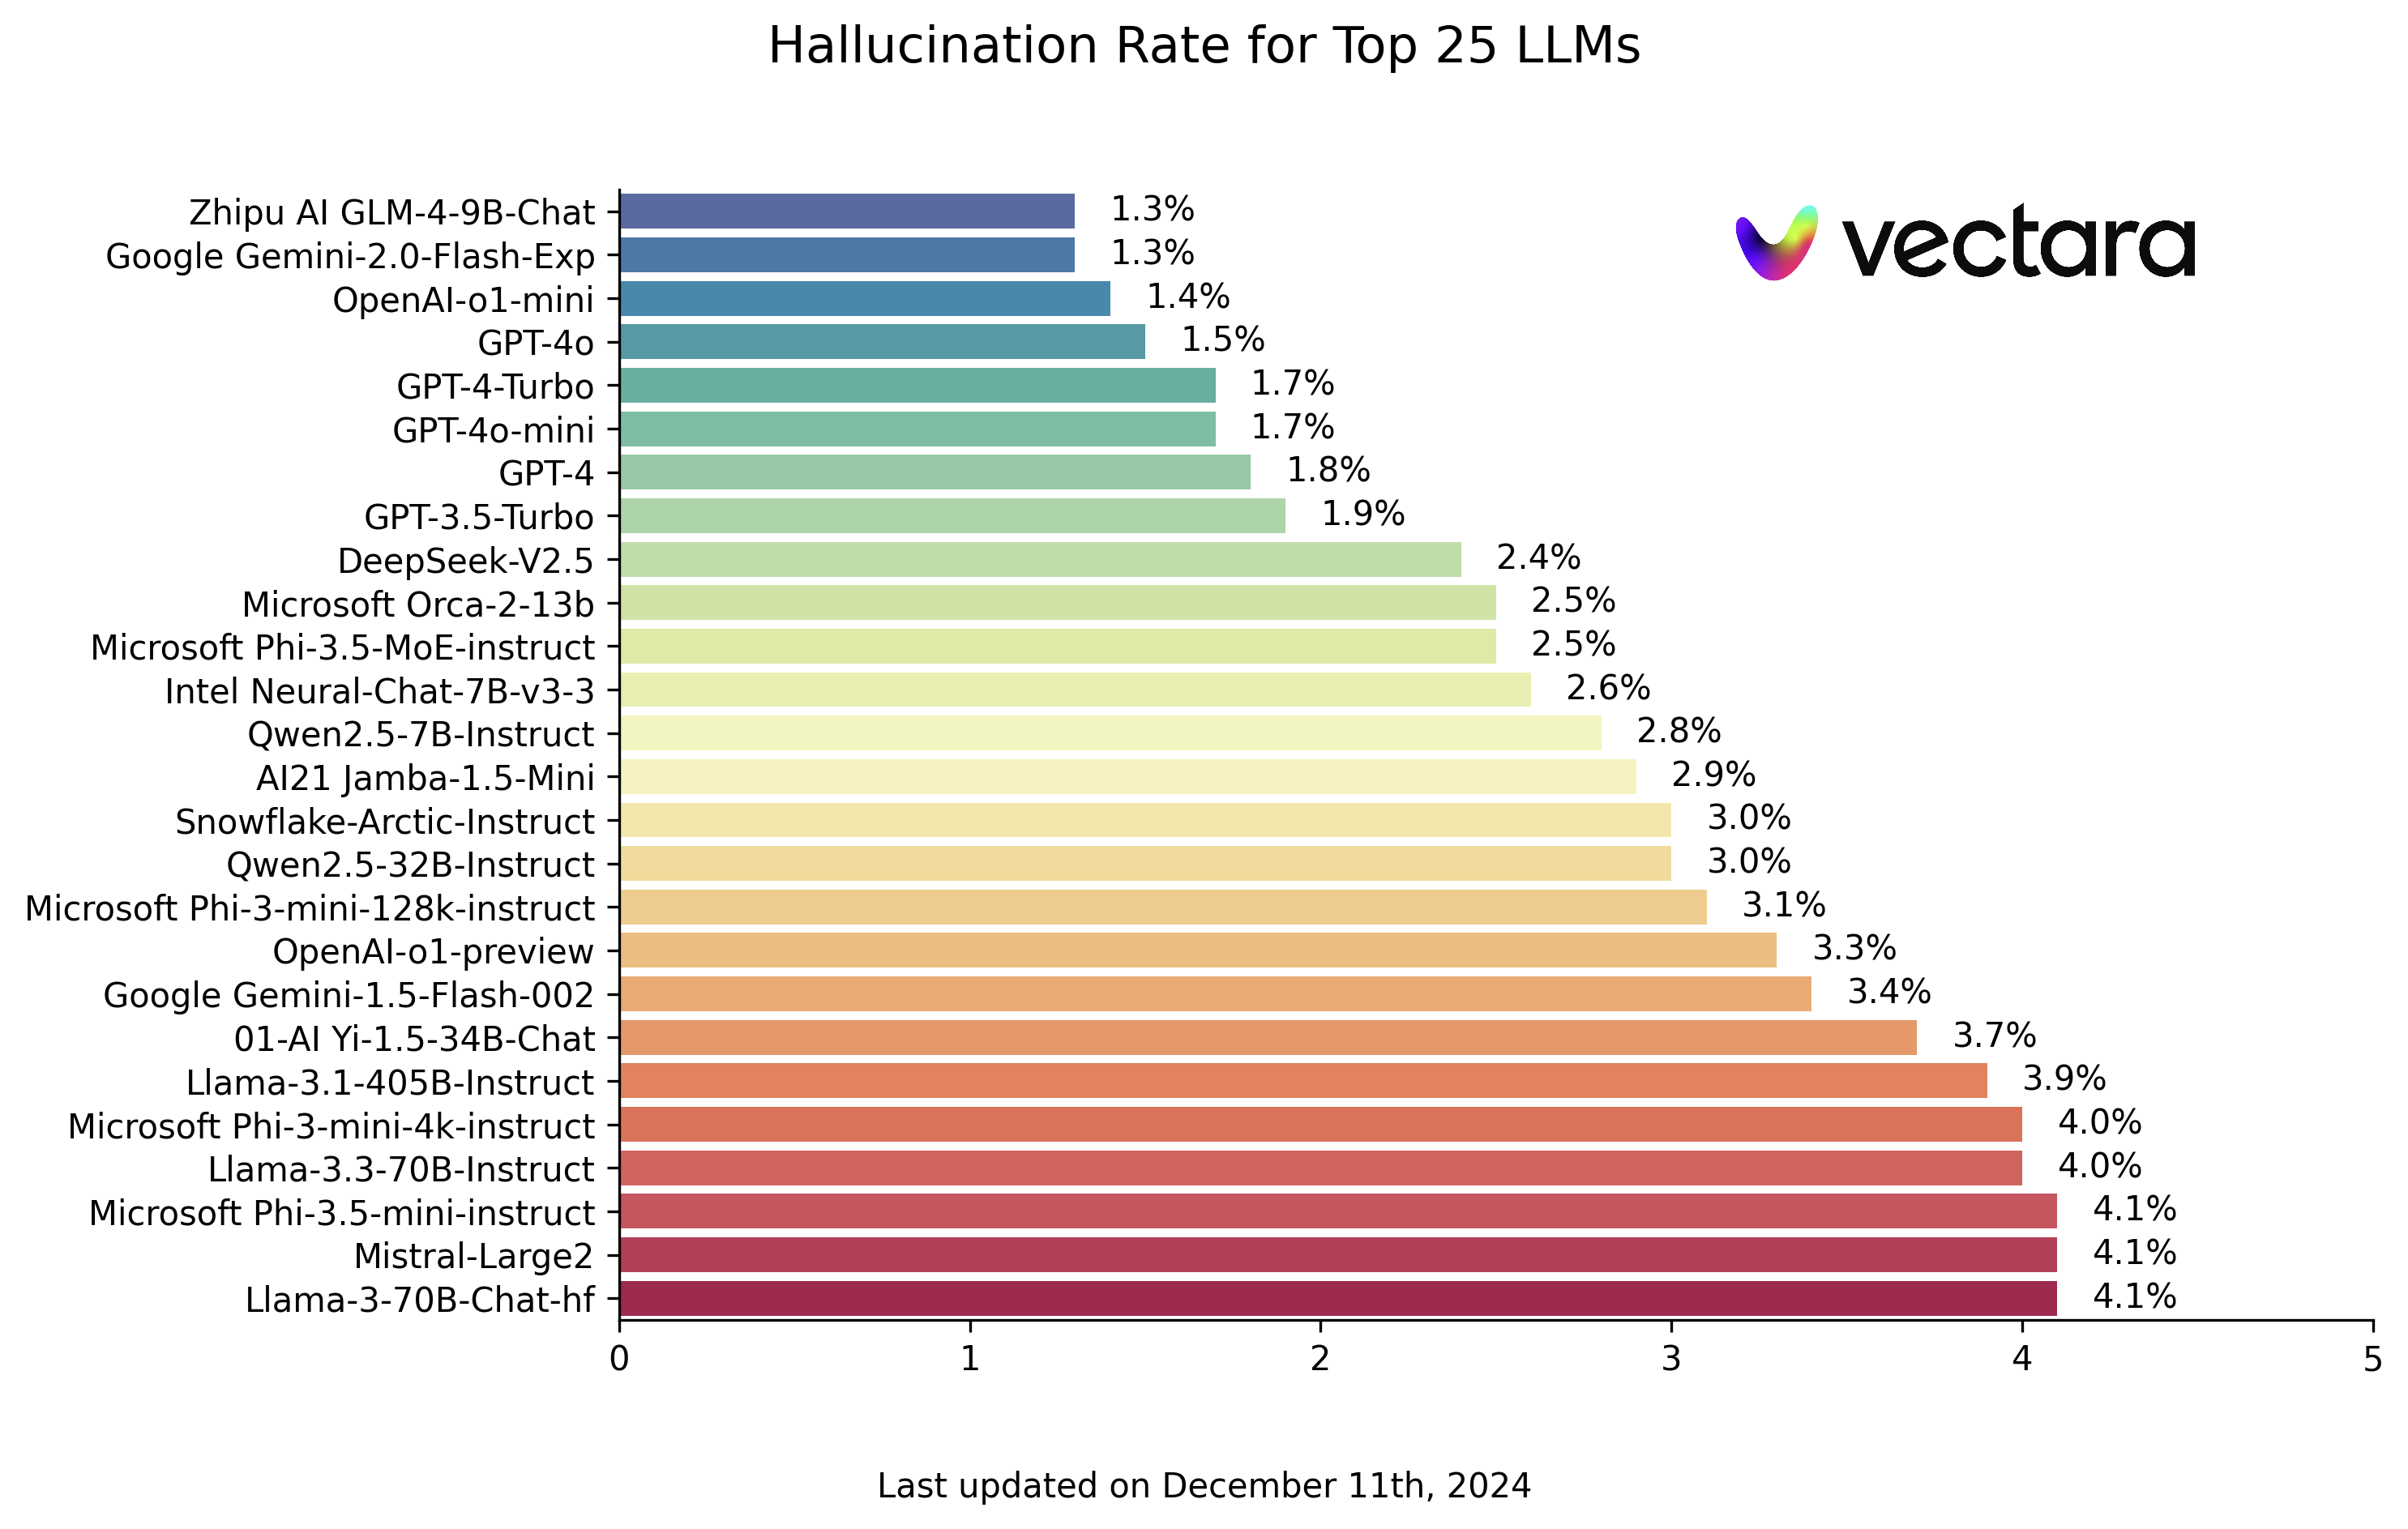 Hallucination Rate for Top 25 LLMs
vectara
Zhipu AI GLM-4-9B-Chat 1.3%
Google Gemini-2.0-Flash-Exp 1.3%
OpenAI-o1-mini 1.4%
GPT-4o 1.5%
GPT-4-Turbo 1.7%
GPT-4o-mini 1.7%
GPT-4 1.8%
GPT-3.5-Turbo 1.9%
DeepSeek-V2.5 2.4%
Microsoft Orca-2-13b 2.5%
Microsoft Phi-3.5-MoE-instruct 2.5%
Intel Neural-Chat-7B-v3-3 2.6%
Qwen2.5-7B-Instruct 2.8%
AI21 Jamba-1.5-Mini 2.9%
Snowflake-Arctic-Instruct 3.0%
Qwen2.5-32B-Instruct 3.0%
Microsoft Phi-3-mini-128k-instruct 3.1%
OpenAI-o1-preview 3.3%
Google Gemini-1.5-Flash-002 3.4%
01-AI Yi-1.5-34B-Chat 3.7%
Llama-3.1-405B-Instruct 3.9%
Microsoft Phi-3-mini-4k-instruct 4.0%
Llama-3.3-70B-Instruct 4.0%
Microsoft Phi-3.5-mini-instruct 4.1%
Mistral-Large2 4.1%
Llama-3-70B-Chat-hf 4.1%
0 1 2 3 4 5
Last updated on December 11th, 2024